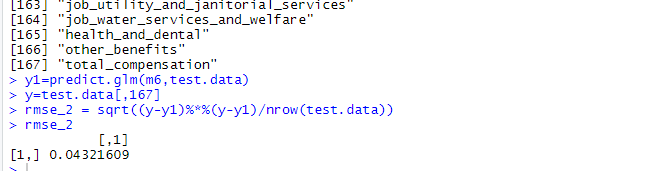 [163] "job_utility_and_janitorial_services"
[164] "job_water_services_and_welfare"
[165] "health_and_dental"
[166] "other_benefits"
[167] "total_compensation"
> y1=predict.glm(m6,test.data)
> y=test.data[,167]
> rmse_2 = sqrt((y-y1)%*%(y-y1)/nrow(test.data))
> rmse_2
[,1]
[1,] 0.04321609
>